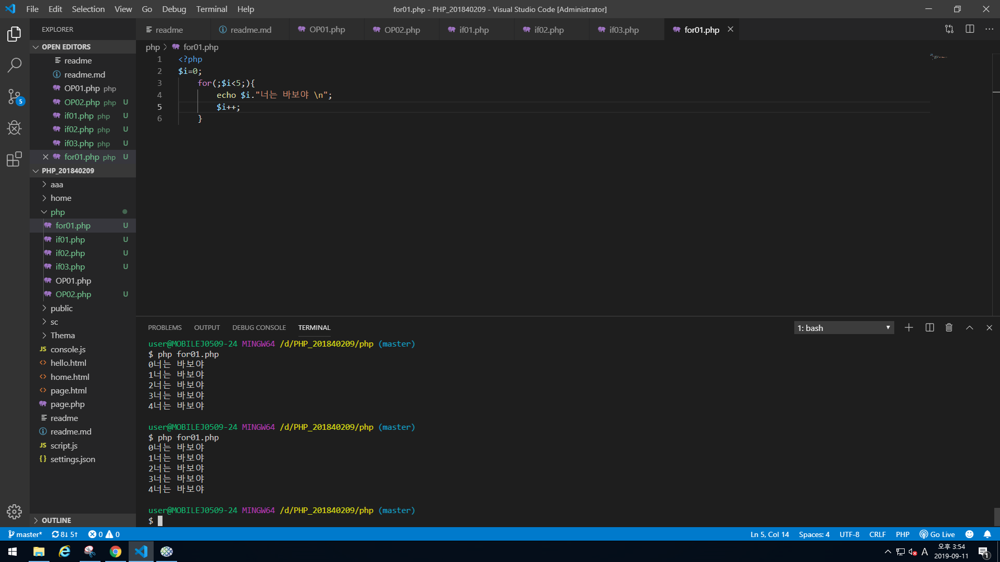 File Edit Selection View Go Debug Terminal Help
for01.php - PHP_201840209 - Visual Studio Code [Administrator]
EXPLORER
readme
readme.md
OP01.php
OP02.php
if01.php
if02.php
if03.php
for01.php
OPEN EDITORS
readme
readme.md
OP01.php php
OP02.php php U
if01.php php U
if02.php php U
if03.php php U
for01.php php U
5
PHP_201840209
aaa
home
php
for01.php U
if01.php U
if02.php U
if03.php U
OP01.php
OP02.php U
public
sc
Thema
JS console.js
<> hello.html
<> home.html
<> page.html
page.php
readme
readme.md
JS script.js
{} settings.json
OUTLINE
php > for01.php
1 <?php
2 $i=0;
3 for(;$i<5;){
4 echo $i."너는 바보야 \n";
5 $i++;
6 }
PROBLEMS OUTPUT DEBUG CONSOLE TERMINAL
1: bash
user@MOBILEJ0509-24 MINGW64 /d/PHP_201840209/php (master)
$ php for01.php
0너는 바보야
1너는 바보야
2너는 바보야
3너는 바보야
4너는 바보야
user@MOBILEJ0509-24 MINGW64 /d/PHP_201840209/php (master)
$ php for01.php
0너는 바보야
1너는 바보야
2너는 바보야
3너는 바보야
4너는 바보야
user@MOBILEJ0509-24 MINGW64 /d/PHP_201840209/php (master)
$
master* 8↓ 5↑ 0 0
Ln 5, Col 14 Spaces: 4 UTF-8 CRLF PHP Go Live
A
오후 3:54
2019-09-11
1